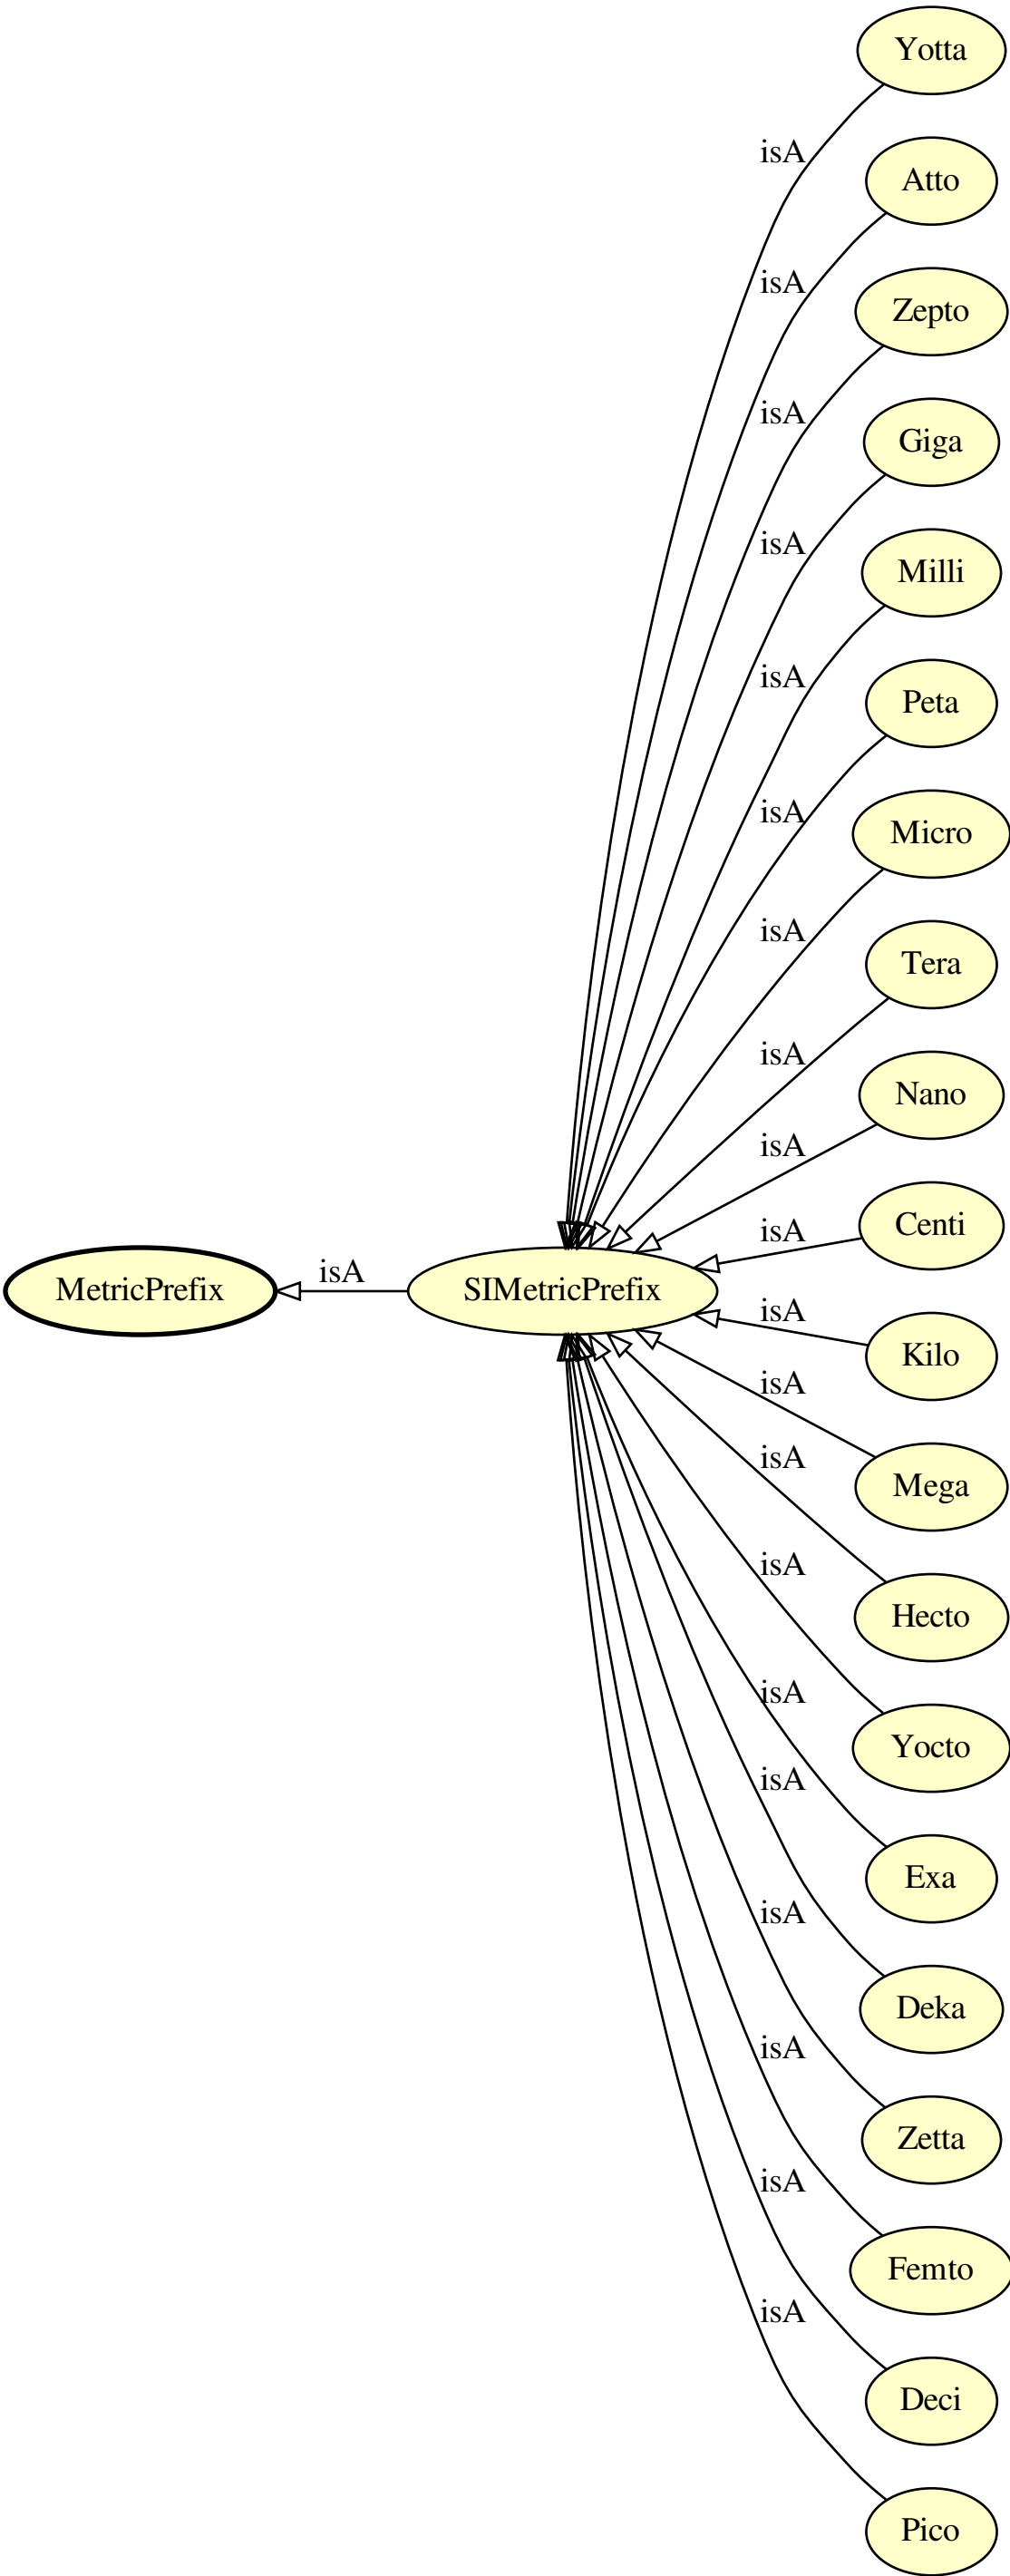 Yotta
isA
Atto
isA
Zepto
isA
Giga
isA
Milli
isA
Peta
isA
Micro
isA
Tera
isA
Nano
isA
Centi
isA
MetricPrefix
isA
SIMetricPrefix
isA
Kilo
isA
Mega
isA
Hecto
isA
Yocto
isA
Exa
isA
Deka
isA
Zetta
isA
Femto
isA
Deci
isA
Pico